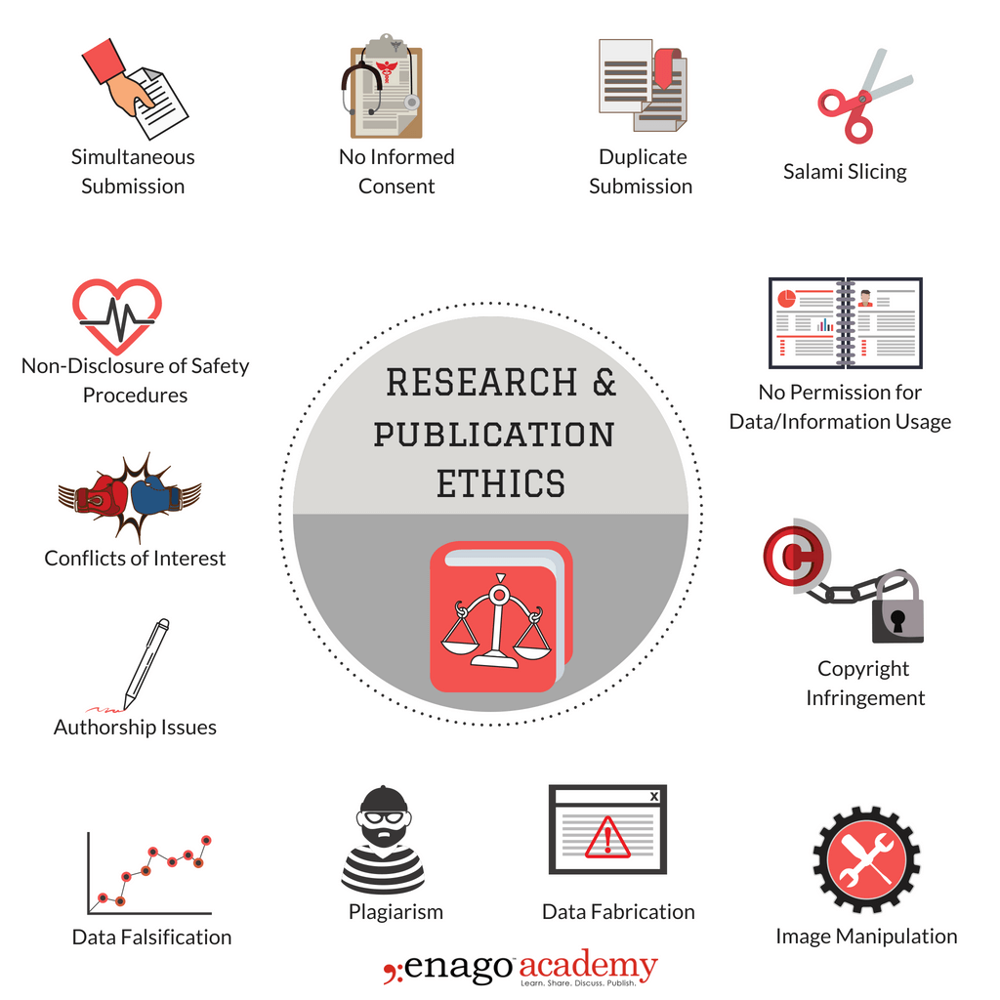 Simultaneous
Submission
No Informed
Consent
Duplicate
Submission
Salami Slicing
Non-Disclosure of Safety
Procedures
RESEARCH &
PUBLICATION
ETHICS
No Permission for
Data/Information Usage
Conflicts of Interest
C
Copyright
Infringement
Authorship Issues
X
Data Falsification
Plagiarism
Data Fabrication
Image Manipulation
enago academy
Learn. Share. Discuss. Publish.